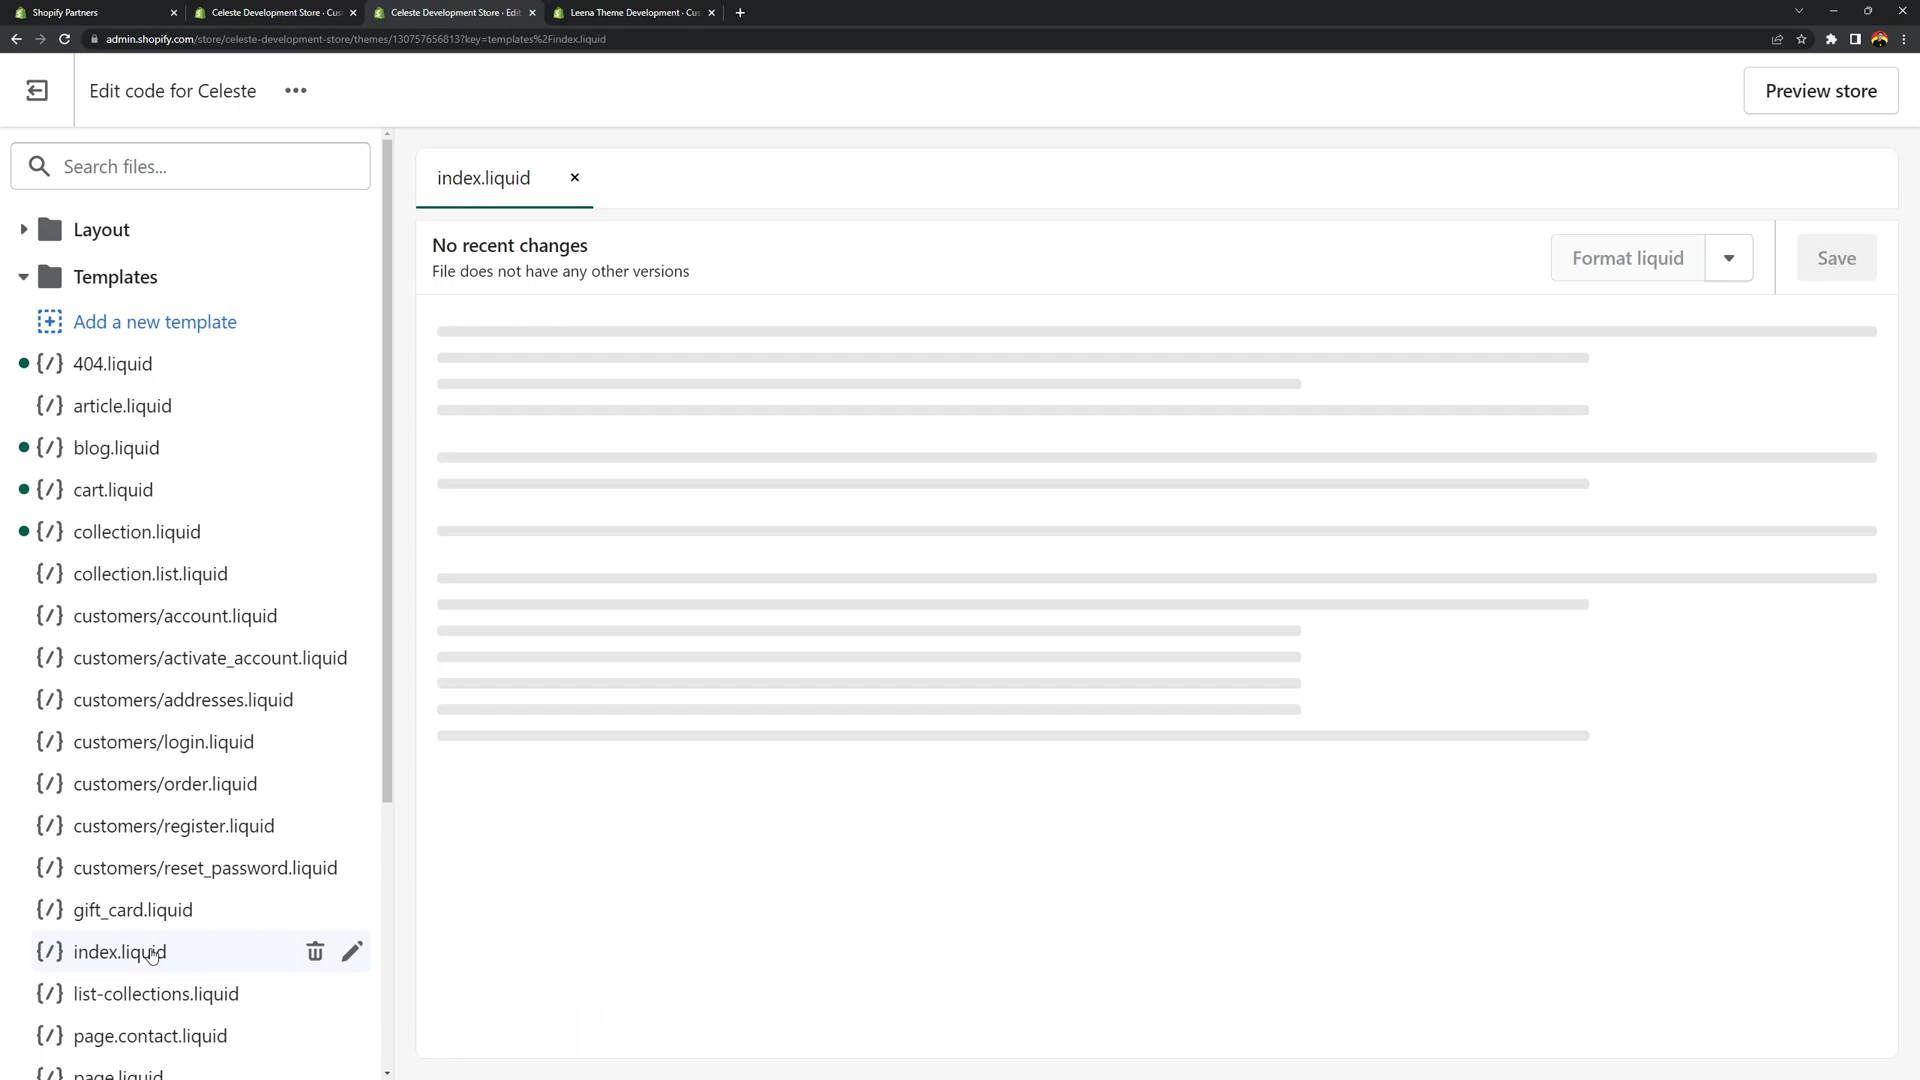 Shopify Partners
Celeste Development Store · Cus
Celeste Development Store · Edit
Leena Theme Development · Cus
admin.shopify.com/store/celeste-development-store/themes/130757656813?key=templates%2Findex.liquid
Edit code for Celeste
Preview store
Search files...
index.liquid
Layout
No recent changes
Format liquid
Save
File does not have any other versions
Templates
Add a new template
404.liquid
article.liquid
blog.liquid
cart.liquid
collection.liquid
collection.list.liquid
customers/account.liquid
customers/activate_account.liquid
customers/addresses.liquid
customers/login.liquid
customers/order.liquid
customers/register.liquid
customers/reset_password.liquid
gift_card.liquid
index.liquid
list-collections.liquid
page.contact.liquid
page.liquid